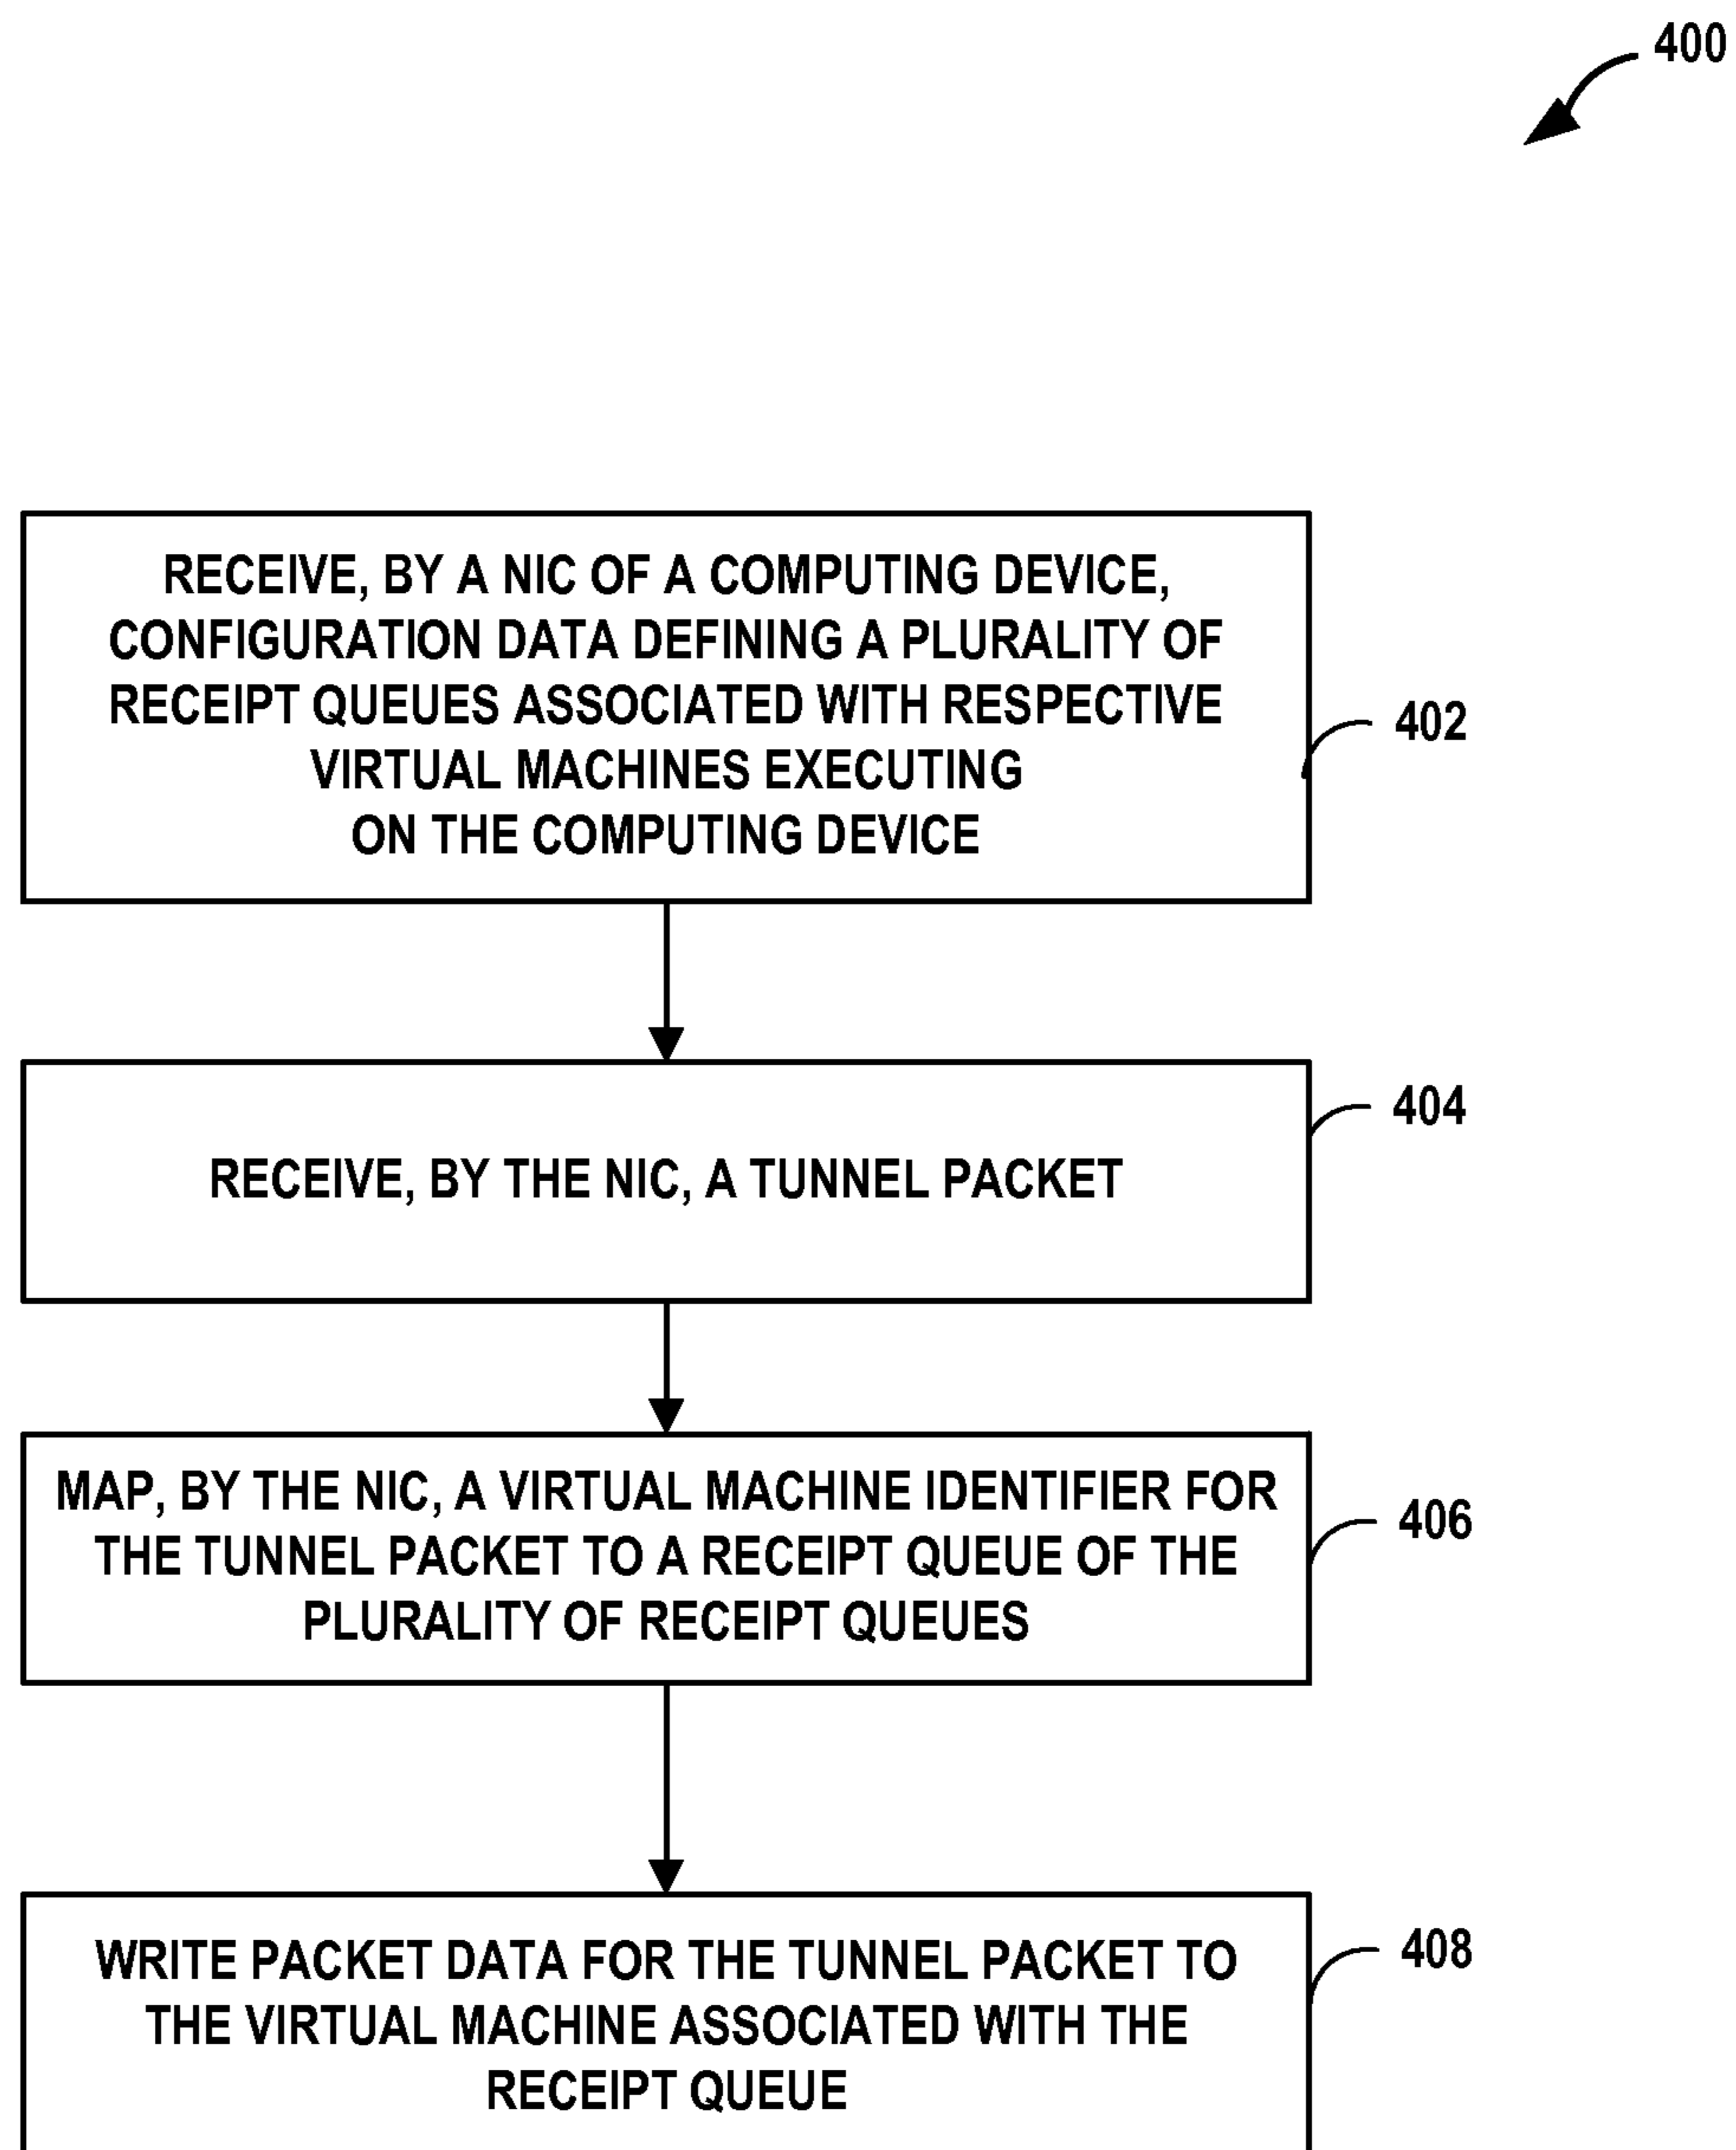 400
RECEIVE, BY A NIC OF A COMPUTING DEVICE,
CONFIGURATION DATA DEFINING A PLURALITY OF
RECEIPT QUEUES ASSOCIATED WITH RESPECTIVE
VIRTUAL MACHINES EXECUTING
ON THE COMPUTING DEVICE
402
RECEIVE, BY THE NIC, A TUNNEL PACKET
404
MAP, BY THE NIC, A VIRTUAL MACHINE IDENTIFIER FOR
THE TUNNEL PACKET TO A RECEIPT QUEUE OF THE
PLURALITY OF RECEIPT QUEUES
406
WRITE PACKET DATA FOR THE TUNNEL PACKET TO
THE VIRTUAL MACHINE ASSOCIATED WITH THE
RECEIPT QUEUE
408